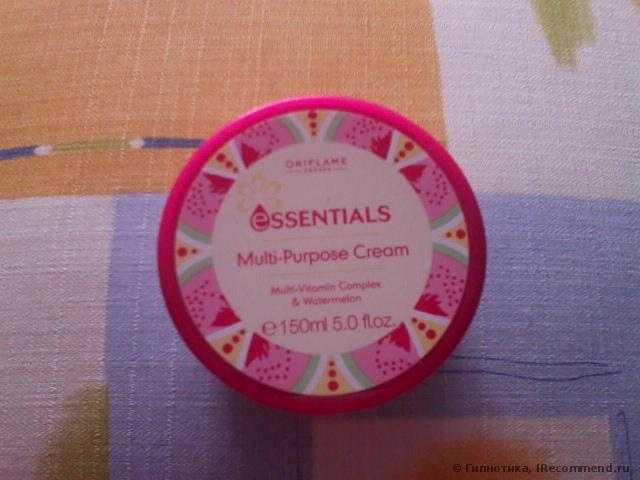 ORIFLAME
SWEDEN
eSSENTIALS
Multi-Purpose Cream
Multi-Vitamin Complex
& Watermelon
℮150ml 5.0 fl.oz.
© Гипнотика, IRecommend.ru